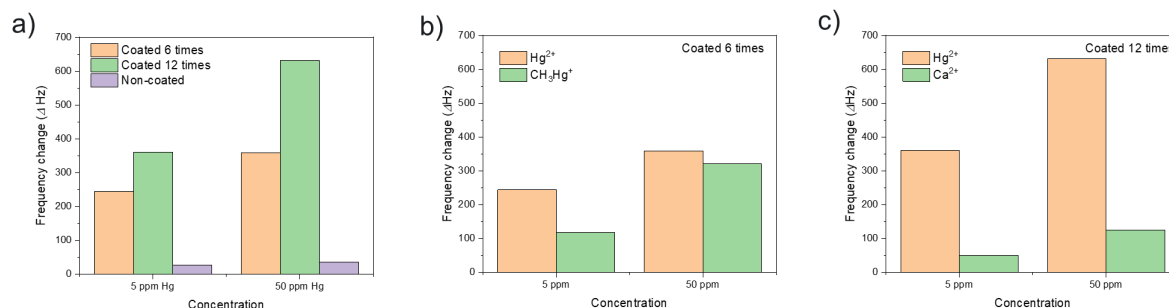 a)
700
600
500
400
300
200
100
0
Frequency change (Δ Hz)
Coated 6 times
Coated 12 times
Non-coated
5 ppm Hg
50 ppm Hg
Concentration
b)
700
600
500
400
300
200
100
0
Frequency change (ΔHz)
Hg²⁺
CH₃Hg⁺
Coated 6 times
5 ppm
50 ppm
Concentration
c)
700
600
500
400
300
200
100
0
Frequency change (ΔHz)
Hg²⁺
Ca²⁺
Coated 12 times
5 ppm
50 ppm
Concentration